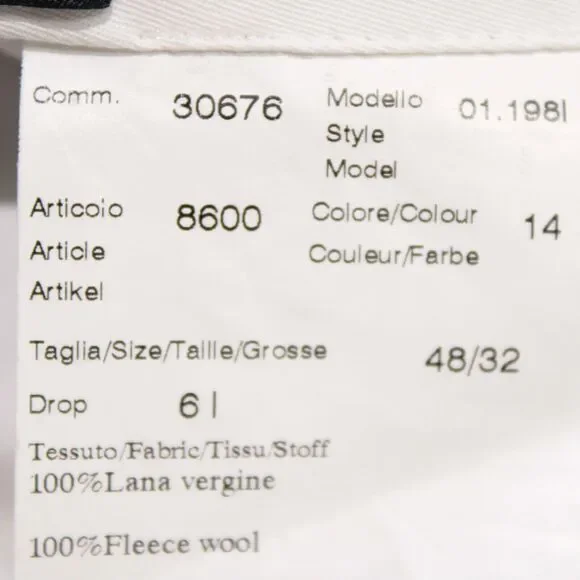 Comm. 30676 Modello 01.198l
Style
Model
Articolo 8600 Colore/Colour 14
Article Couleur/Farbe
Artikel
Taglia/Size/Taille/Grosse 48/32
Drop 6 l
Tessuto/Fabric/Tissu/Stoff
100%Lana vergine
100%Fleece wool